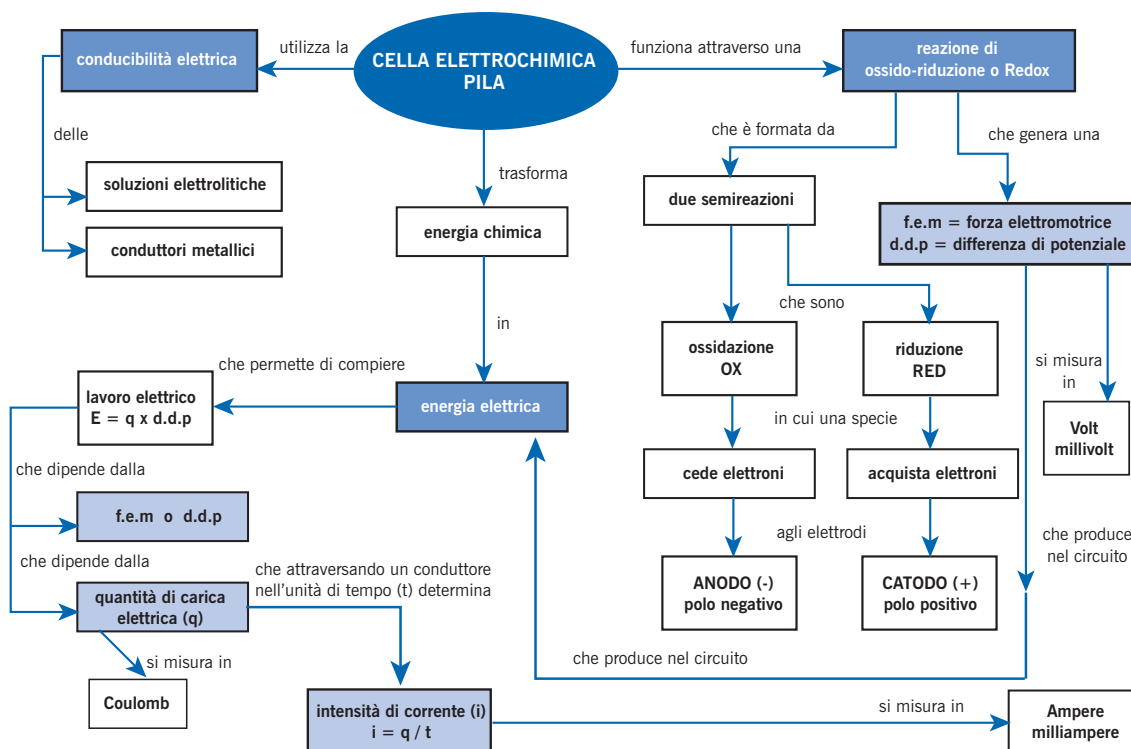 conducibilità elettrica
utilizza la
CELLA ELETTROCHIMICA
PILA
funziona attraverso una
reazione di
ossido-riduzione o Redox
delle
soluzioni elettrolitiche
conduttori metallici
trasforma
energia chimica
in
che è formata da
che genera una
due semireazioni
f.e.m = forza elettromotrice
d.d.p = differenza di potenziale
che sono
ossidazione
OX
riduzione
RED
si misura
in
Volt
millivolt
che permette di compiere
lavoro elettrico
E = q x d.d.p
energia elettrica
in cui una specie
cede elettroni
acquista elettroni
che dipende dalla
f.e.m o d.d.p
agli elettrodi
che produce
nel circuito
che dipende dalla
quantità di carica
elettrica (q)
che attraversando un conduttore
nell'unità di tempo (t) determina
ANODO (-)
polo negativo
CATODO (+)
polo positivo
si misura in
Coulomb
che produce nel circuito
intensità di corrente (i)
i = q / t
si misura in
Ampere
milliampere